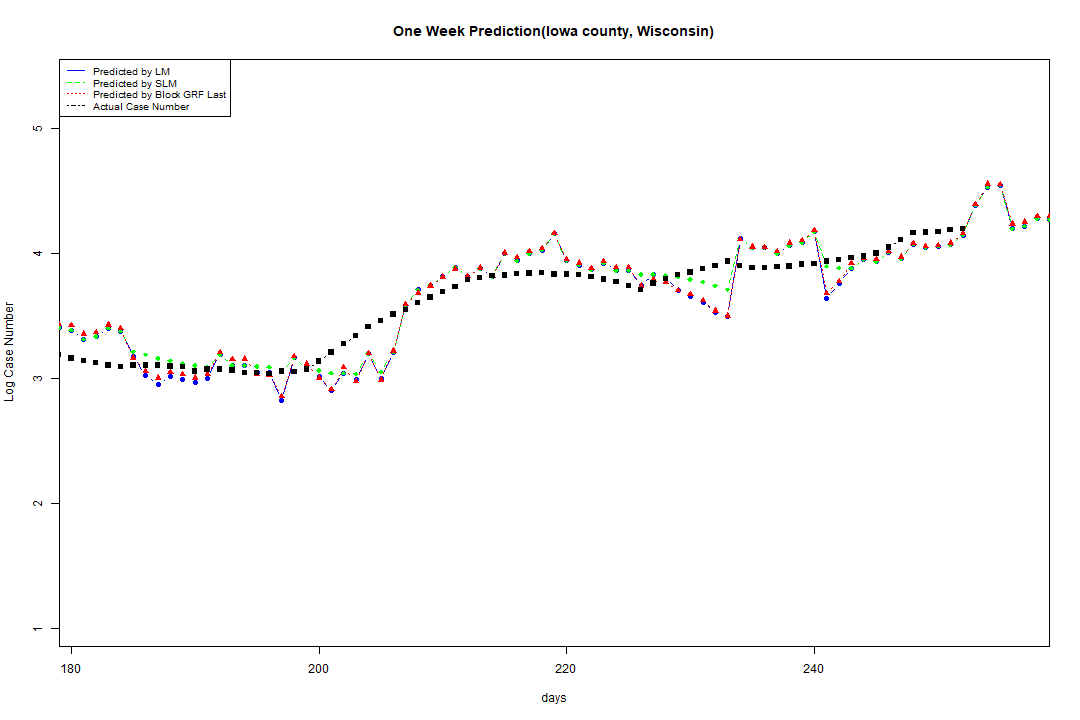 One Week Prediction(Iowa county, Wisconsin)
Predicted by LM
Predicted by SLM
Predicted by Block GRF Last
Actual Case Number
5
4
3
2
1
Log Case Number
180 200 220 240
days